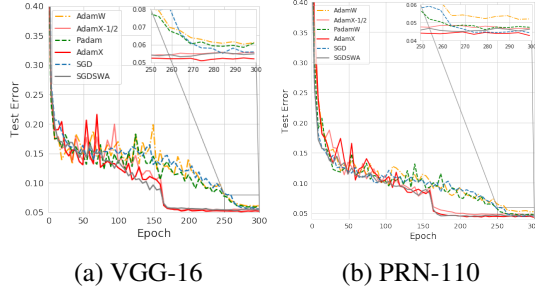 0.40
0.35
0.30
0.25
0.20
0.15
0.10
0.05
Test Error
0 50 100 150 200 250 300
Epoch
AdamW
AdamX-1/2
Padam
AdamX
SGD
SGDSWA
0.08
0.07
0.06
0.05
250 260 270 280 290 300
(a) VGG-16
0.40
0.35
0.30
0.25
0.20
0.15
0.10
0.05
Test Error
0 50 100 150 200 250 300
Epoch
AdamW
AdamX-1/2
PadamW
AdamX
SGD
SGDSWA
0.06
0.05
0.04
250 260 270 280 290 300
(b) PRN-110